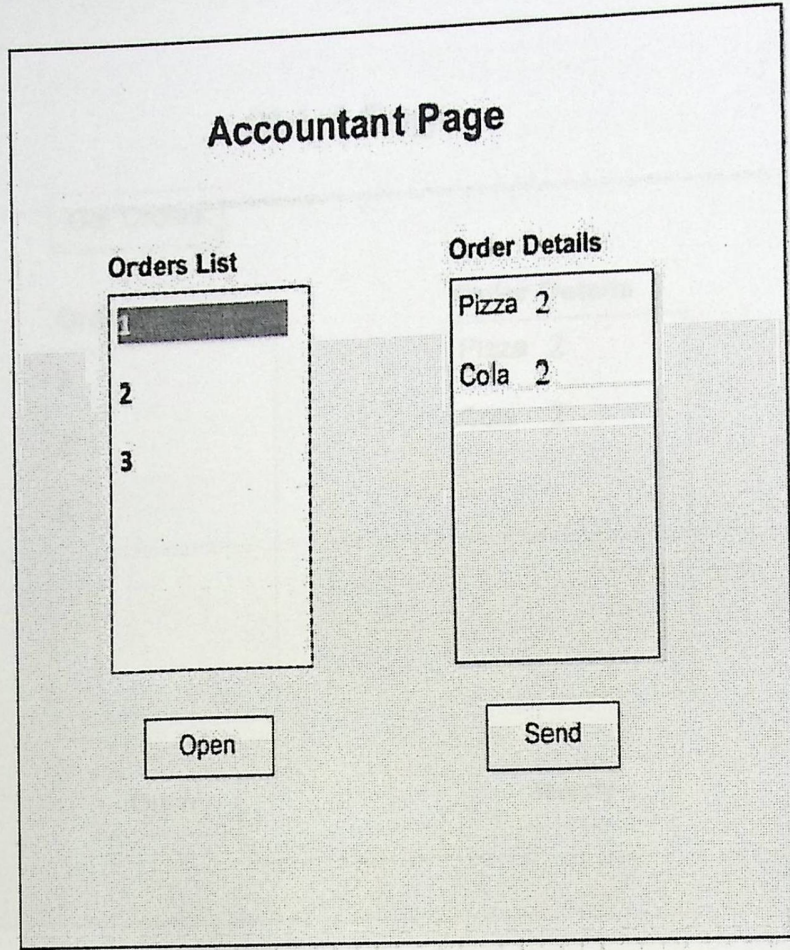 Accountant Page
Orders List
1
2
3
Open
Order Details
Pizza 2
Cola 2
Send